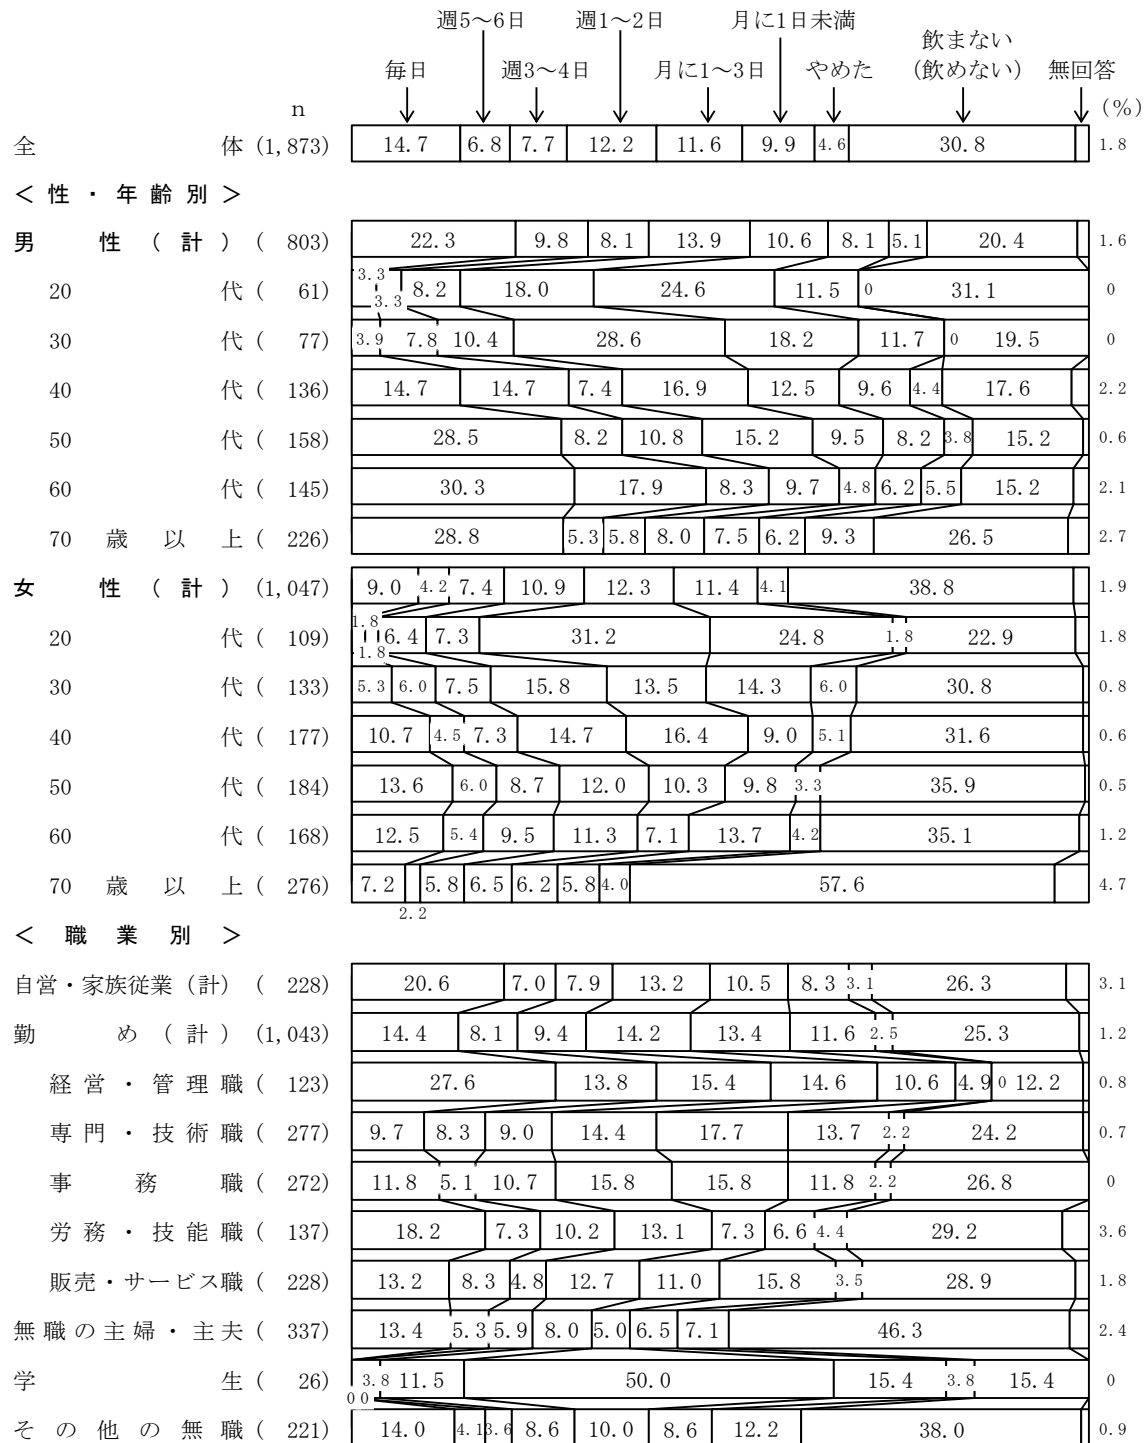 週5～6日 週1～2日 月に1日未満
飲まない
毎日 週3～4日 月に1～3日 やめた (飲めない) 無回答
n (%)
全体 (1,873) 14.7 6.8 7.7 12.2 11.6 9.9 4.6 30.8 1.8
＜性・年齢別＞
男性（計） ( 803) 22.3 9.8 8.1 13.9 10.6 8.1 5.1 20.4 1.6
20代 ( 61) 3.3 3.3 8.2 18.0 24.6 11.5 0 31.1 0
30代 ( 77) 3.9 7.8 10.4 28.6 18.2 11.7 0 19.5 0
40代 ( 136) 14.7 14.7 7.4 16.9 12.5 9.6 4.4 17.6 2.2
50代 ( 158) 28.5 8.2 10.8 15.2 9.5 8.2 3.8 15.2 0.6
60代 ( 145) 30.3 17.9 8.3 9.7 4.8 6.2 5.5 15.2 2.1
70歳以上 ( 226) 28.8 5.3 5.8 8.0 7.5 6.2 9.3 26.5 2.7
女性（計） (1,047) 9.0 4.2 7.4 10.9 12.3 11.4 4.1 38.8 1.9
20代 ( 109) 1.8 1.8 6.4 7.3 31.2 24.8 1.8 22.9 1.8
30代 ( 133) 5.3 6.0 7.5 15.8 13.5 14.3 6.0 30.8 0.8
40代 ( 177) 10.7 4.5 7.3 14.7 16.4 9.0 5.1 31.6 0.6
50代 ( 184) 13.6 6.0 8.7 12.0 10.3 9.8 3.3 35.9 0.5
60代 ( 168) 12.5 5.4 9.5 11.3 7.1 13.7 4.2 35.1 1.2
70歳以上 ( 276) 7.2 2.2 5.8 6.5 6.2 5.8 4.0 57.6 4.7
＜職業別＞
自営・家族従業（計） ( 228) 20.6 7.0 7.9 13.2 10.5 8.3 3.1 26.3 3.1
勤め（計） (1,043) 14.4 8.1 9.4 14.2 13.4 11.6 2.5 25.3 1.2
経営・管理職 ( 123) 27.6 13.8 15.4 14.6 10.6 4.9 0 12.2 0.8
専門・技術職 ( 277) 9.7 8.3 9.0 14.4 17.7 13.7 2.2 24.2 0.7
事務職 ( 272) 11.8 5.1 10.7 15.8 15.8 11.8 2.2 26.8 0
労務・技能職 ( 137) 18.2 7.3 10.2 13.1 7.3 6.6 4.4 29.2 3.6
販売・サービス職 ( 228) 13.2 8.3 4.8 12.7 11.0 15.8 3.5 28.9 1.8
無職の主婦・主夫 ( 337) 13.4 5.3 5.9 8.0 5.0 6.5 7.1 46.3 2.4
学生 ( 26) 0 0 3.8 11.5 50.0 15.4 3.8 15.4 0
その他の無職 ( 221) 14.0 4.1 3.6 8.6 10.0 8.6 12.2 38.0 0.9